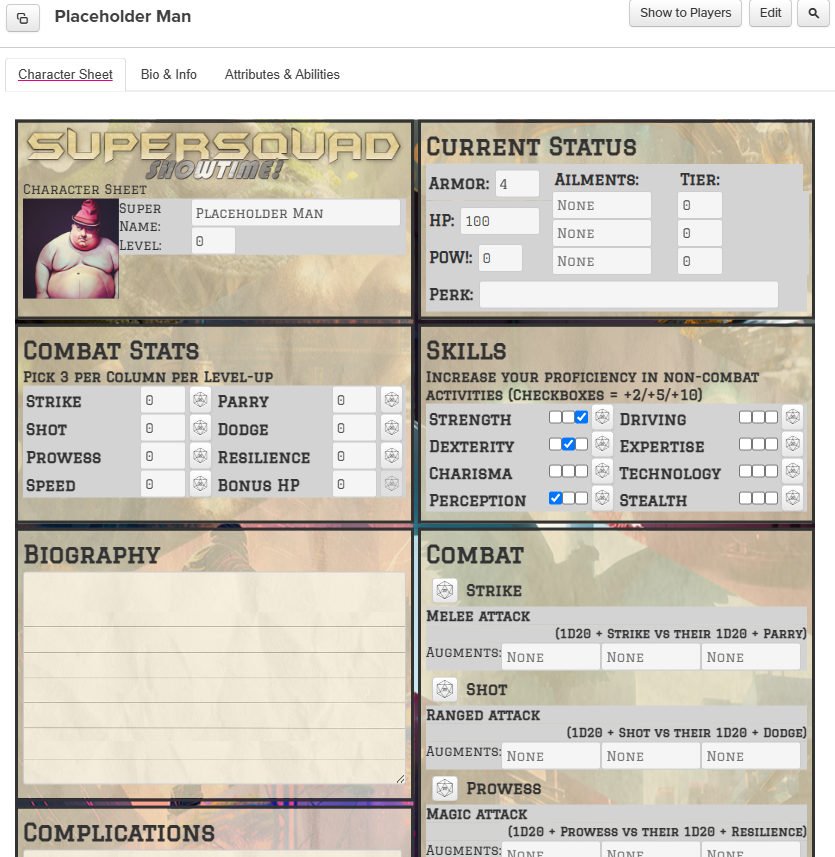 Placeholder Man
Show to Players
Edit
Character Sheet
Bio & Info
Attributes & Abilities
SUPERSQUAD
SHOWTIME!
Character Sheet
Super Name: Placeholder Man
Level: 0
Current Status
Armor: 4
HP: 100
POW!: 0
Ailments: Tier:
None 0
None 0
None 0
Perk:
Combat Stats
Pick 3 per Column per Level-up
Strike 0 Parry 0
Shot 0 Dodge 0
Prowess 0 Resilience 0
Speed 0 Bonus HP 0
Skills
Increase your proficiency in non-combat
activities (Checkboxes = +2/+5/+10)
Strength Driving
Dexterity Expertise
Charisma Technology
Perception Stealth
Biography
Complications
Combat
Strike
Melee attack
(1D20 + Strike vs their 1D20 + Parry)
Augments: None None None
Shot
Ranged attack
(1D20 + Shot vs their 1D20 + Dodge)
Augments: None None None
Prowess
Magic attack
(1D20 + Prowess vs their 1D20 + Resilience)
Augments: None None None